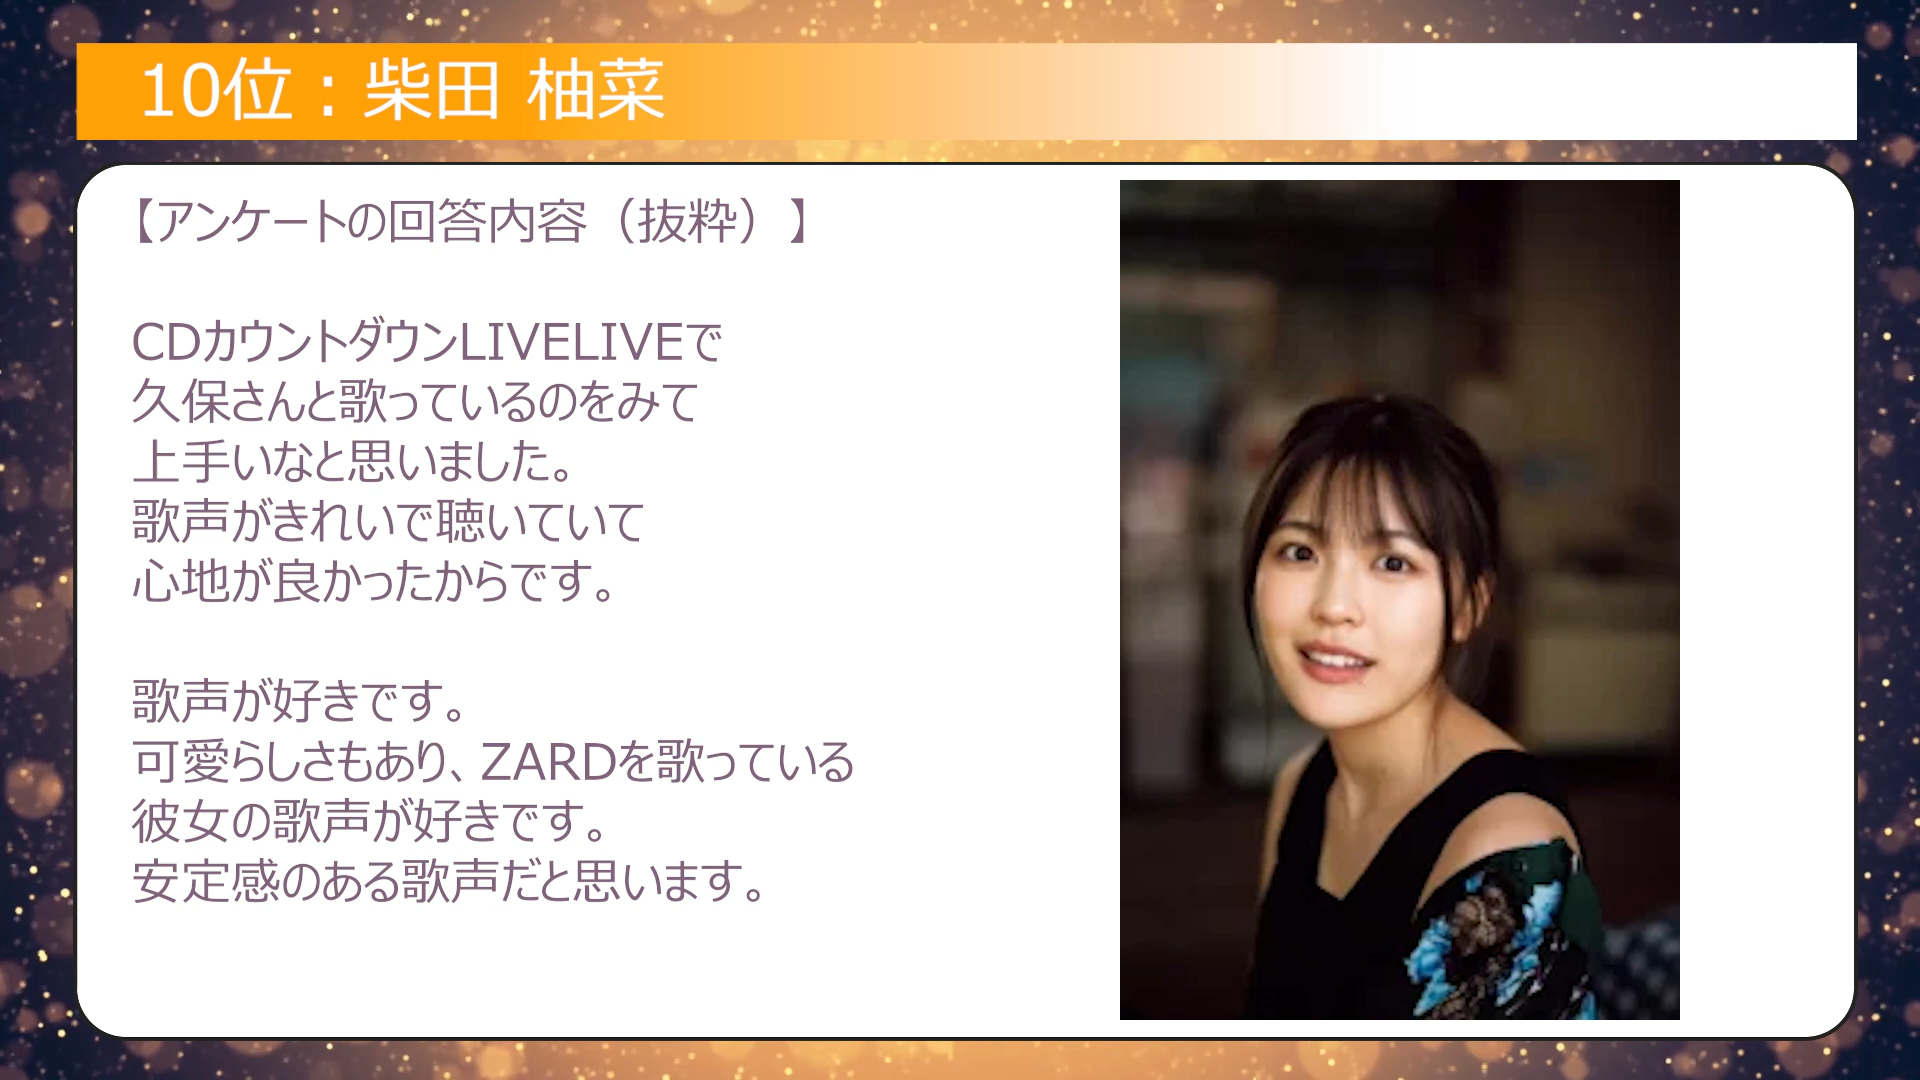 10位：柴田 柚菜
【アンケートの回答内容（抜粋）】
CDカウントダウンLIVELIVEで
久保さんと歌っているのをみて
上手いなと思いました。
歌声がきれいで聴いていて
心地が良かったからです。
歌声が好きです。
可愛らしさもあり、ZARDを歌っている
彼女の歌声が好きです。
安定感のある歌声だと思います。